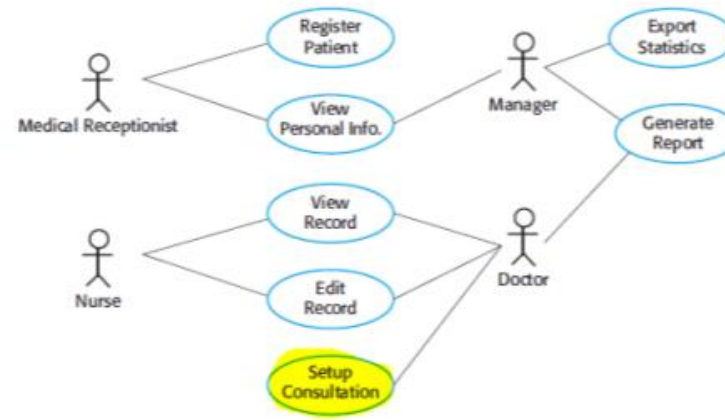 Register
Patient
Export
Statistics
Medical Receptionist
View
Personal Info.
Manager
Generate
Report
View
Record
Nurse
Edit
Record
Doctor
Setup
Consultation